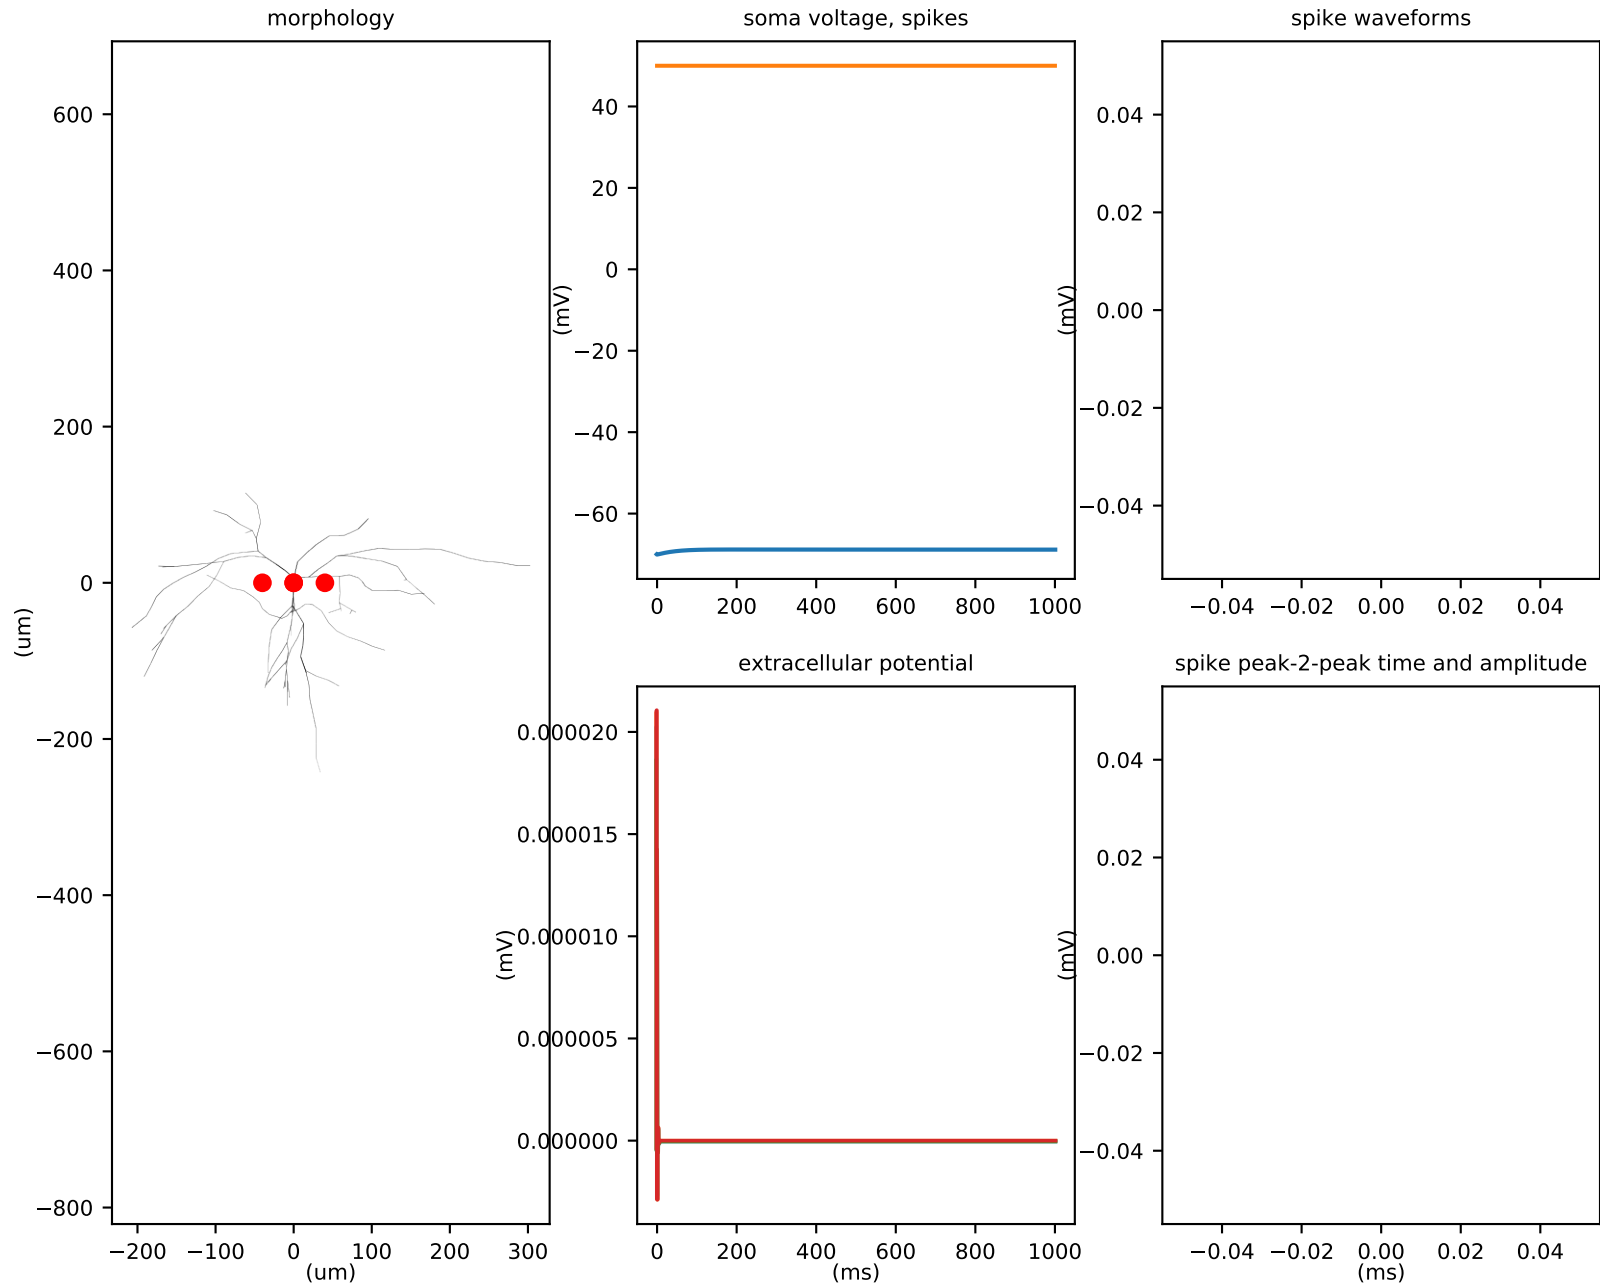 morphology
600
400
200
0
−200
−400
−600
−800
(um)
−200 −100 0 100 200 300
(um)
soma voltage, spikes
40
20
0
−20
−40
−60
(mV)
0 200 400 600 800 1000
spike waveforms
0.04
0.02
0.00
−0.02
−0.04
(mV)
−0.04 −0.02 0.00 0.02 0.04
extracellular potential
0.000020
0.000015
0.000010
0.000005
0.000000
(mV)
0 200 400 600 800 1000
(ms)
spike peak-2-peak time and amplitude
0.04
0.02
0.00
−0.02
−0.04
(mV)
−0.04 −0.02 0.00 0.02 0.04
(ms)